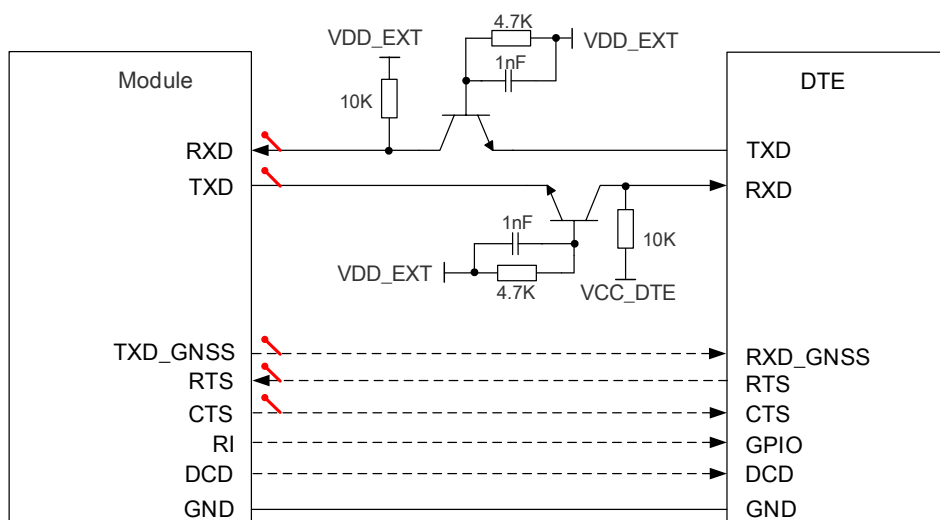 4.7K
VDD_EXT
VDD_EXT
1nF
Module
DTE
10K
RXD
TXD
TXD
RXD
1nF
10K
VDD_EXT
4.7K
VCC_DTE
TXD_GNSS
RXD_GNSS
RTS
RTS
CTS
CTS
RI
GPIO
DCD
DCD
GND
GND